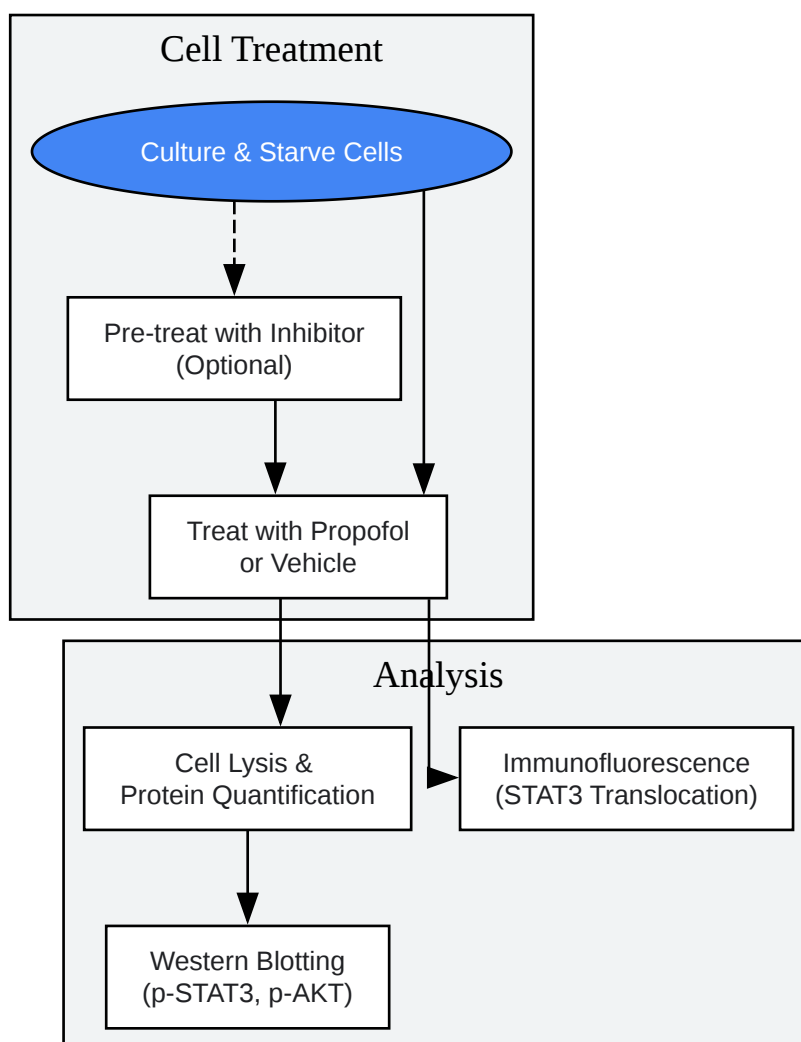 Cell Treatment
Culture & Starve Cells
Pre-treat with Inhibitor
(Optional)
Treat with Propofol
or Vehicle
Analysis
Cell Lysis &
Protein Quantification
Immunofluorescence
(STAT3 Translocation)
Western Blotting
(p-STAT3, p-AKT)